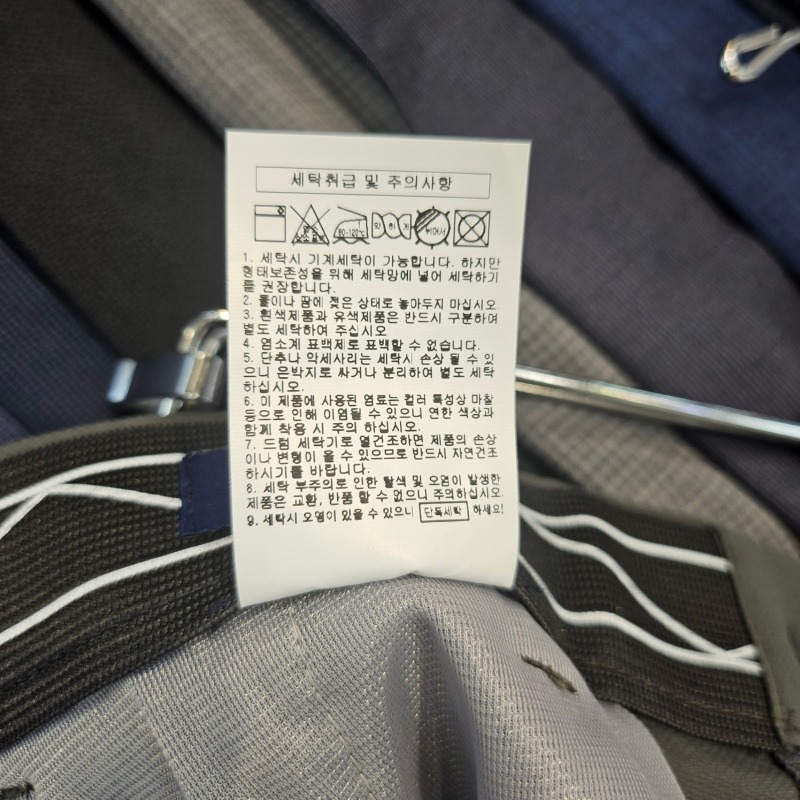 세탁취급 및 주의사항
염소 표백
80-120℃
약 하 게
뉘어서
1. 세탁시 기계세탁이 가능합니다. 하지만
형태보존성을 위해 세탁망에 넣어 세탁하기
를 권장합니다.
2. 물이나 땀에 젖은 상태로 놓아두지 마십시오
3. 흰색제품과 유색제품은 반드시 구분하여
별도 세탁하여 주십시오
4. 염소계 표백제로 표백할 수 없습니다.
5. 단추나 악세사리는 세탁시 손상 될 수 있
으니 은박지로 싸거나 분리하여 별도 세탁
하십시오.
6. 이 제품에 사용된 염료는 컬러 특성상 마찰
등으로 인해 이염될 수 있으니 연한 색상과
함께 착용 시 주의 하십시오.
7. 드럼 세탁기로 열건조하면 제품의 손상
이나 변형이 올 수 있으므로 반드시 자연건조
하시기를 바랍니다.
8. 세탁 부주의로 인한 탈색 및 오염이 발생한
제품은 교환, 반품 할 수 없으니 주의하십시오.
9. 세탁시 오염이 있을 수 있으니 단독세탁 하세요!